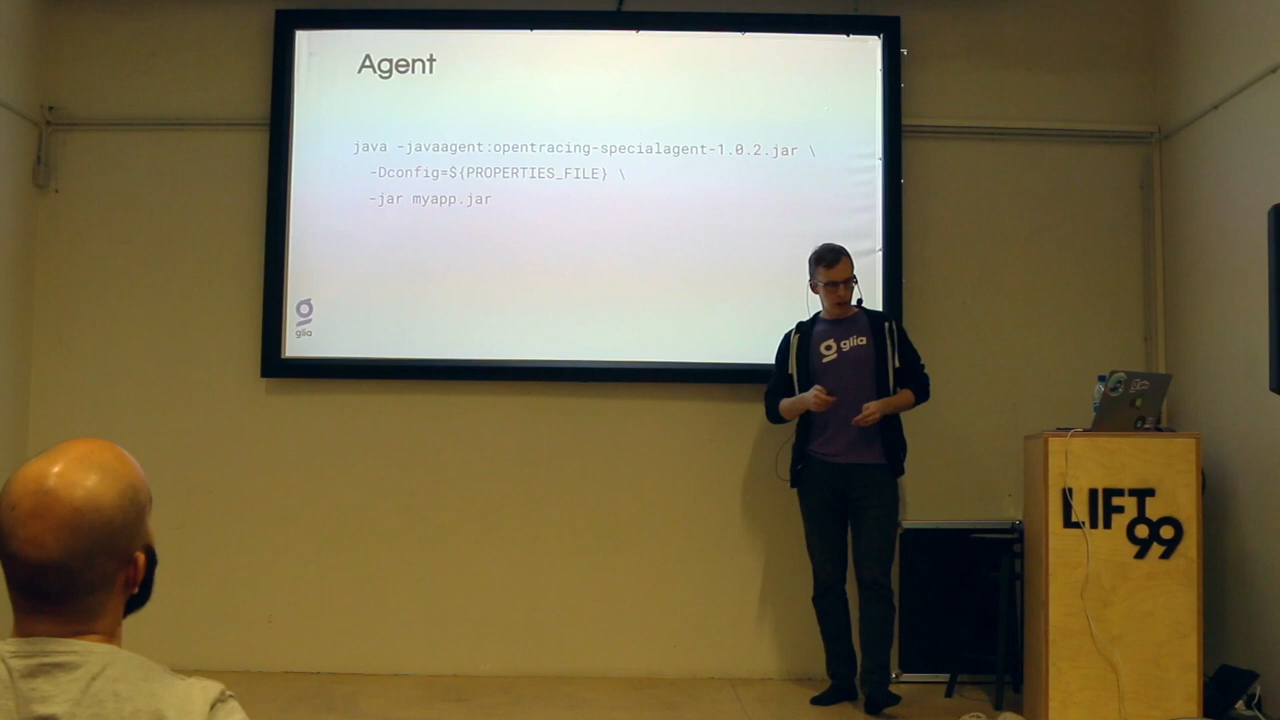 Agent
java -javaagent:opentracing-specialagent-1.0.2.jar \
-Dconfig=${PROPERTIES_FILE} \
-jar myapp.jar
glia
glia
LIFT
99